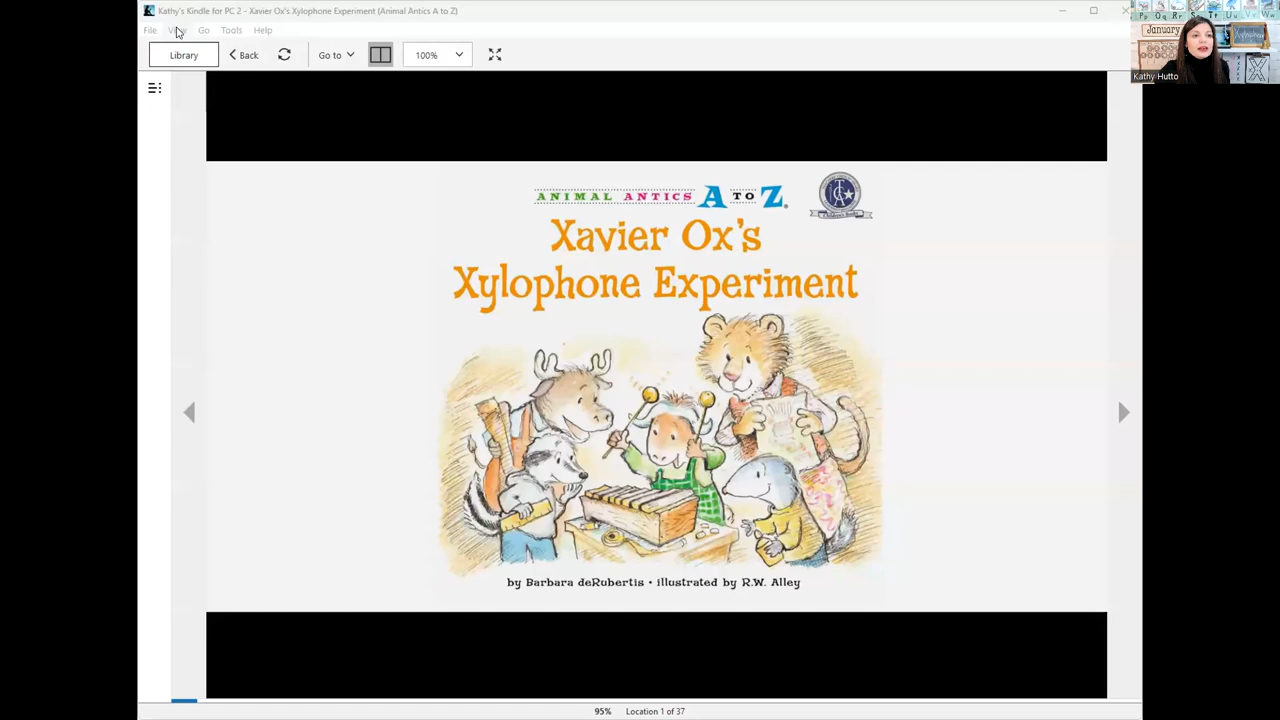 Kathy's Kindle for PC 2 - Xavier Ox's Xylophone Experiment (Animal Antics A to Z)
File View Go Tools Help
Library Back Go to 100%
January
Kathy Hutto
ANIMAL ANTICS A TO Z
Xavier Ox's
Xylophone Experiment
by Barbara deRubertis • illustrated by R.W. Alley
95% Location 1 of 37